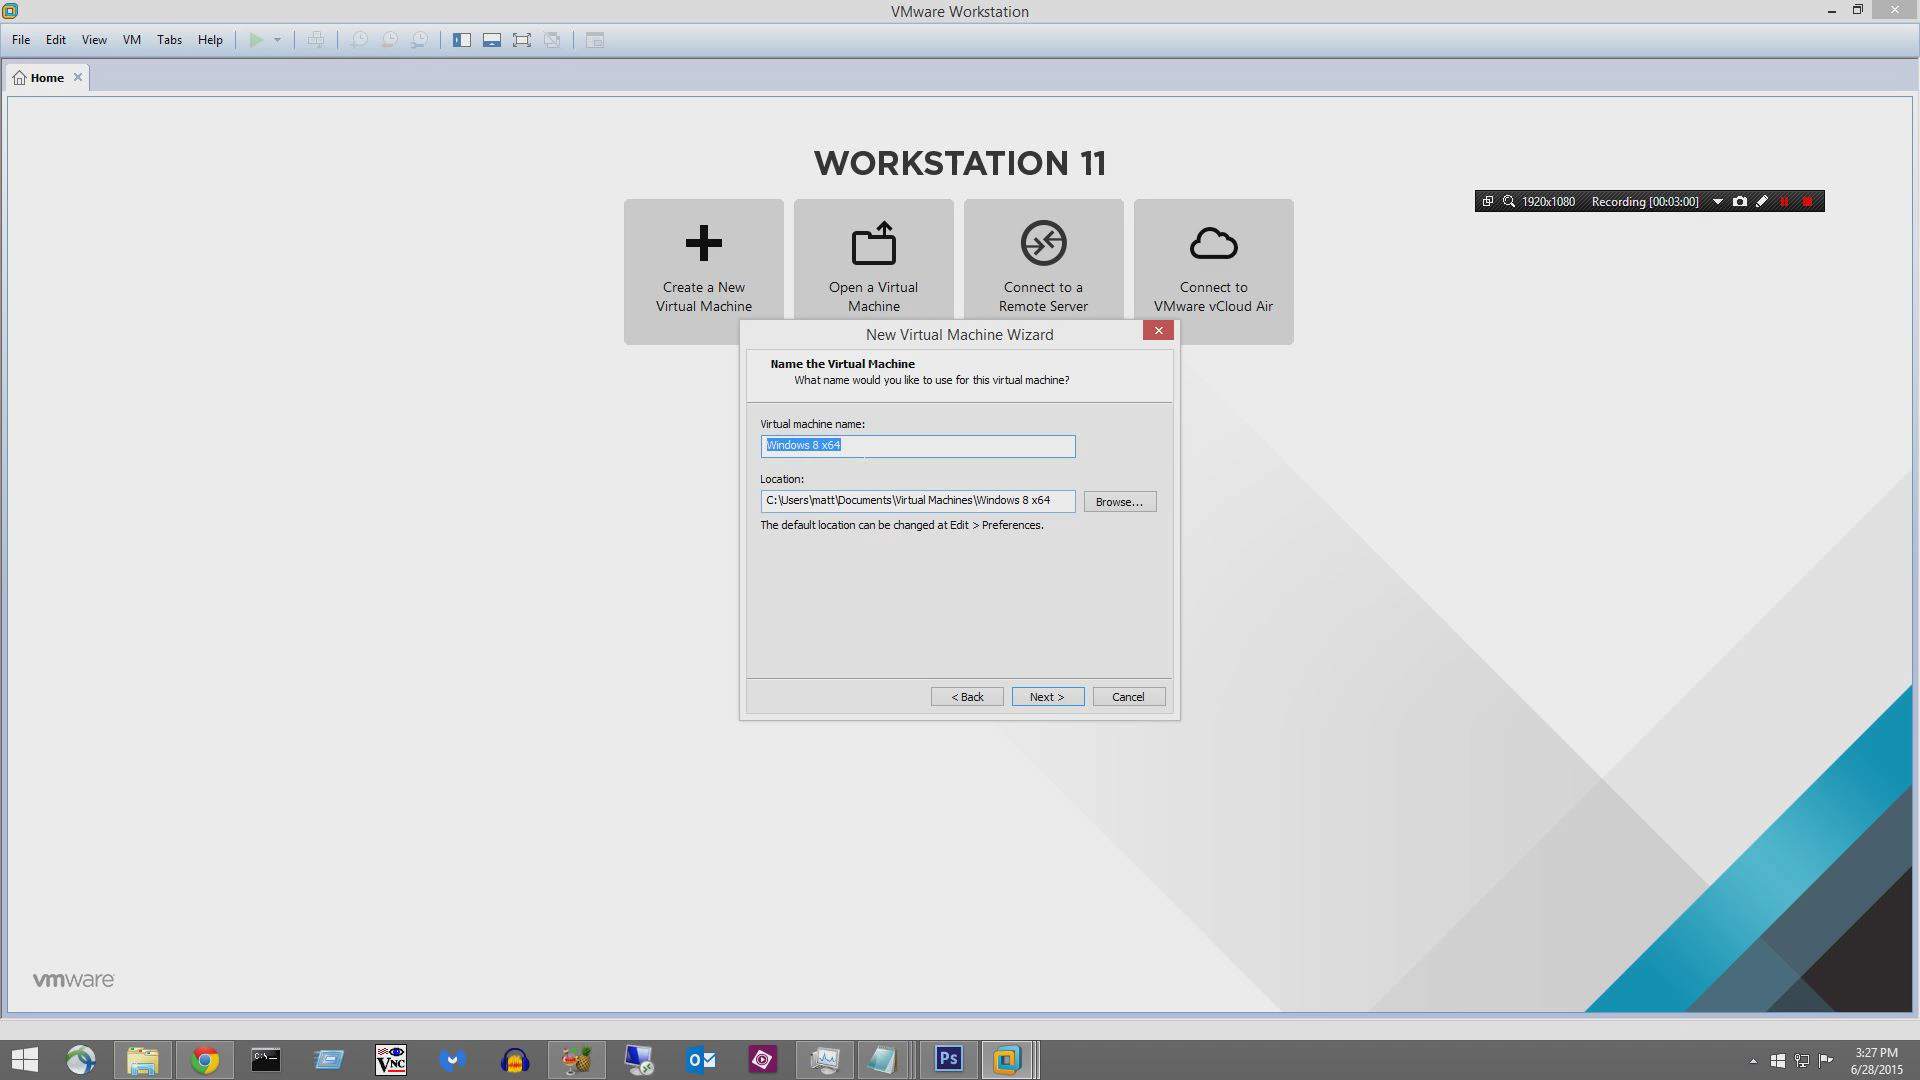 VMware Workstation
File Edit View VM Tabs Help
Home
WORKSTATION 11
1920x1080 Recording [00:03:00]
Create a New
Virtual Machine
Open a Virtual
Machine
Connect to a
Remote Server
Connect to
VMware vCloud Air
New Virtual Machine Wizard
Name the Virtual Machine
What name would you like to use for this virtual machine?
Virtual machine name:
Windows 8 x64
Location:
C:\Users\matt\Documents\Virtual Machines\Windows 8 x64
Browse...
The default location can be changed at Edit > Preferences.
< Back Next > Cancel
vmware
C:\_
VNC
Ps
3:27 PM
6/28/2015